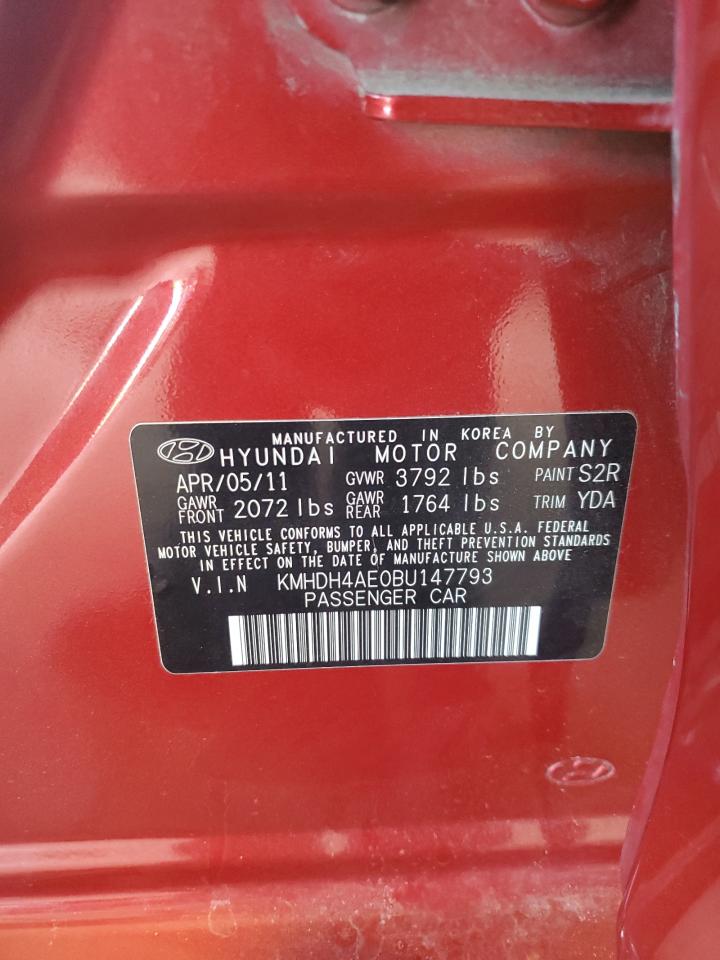 MANUFACTURED IN KOREA BY
HYUNDAI MOTOR COMPANY
APR/05/11 GVWR 3792 lbs PAINT S2R
GAWR FRONT 2072 lbs GAWR REAR 1764 lbs TRIM YDA
THIS VEHICLE CONFORMS TO ALL APPLICABLE U.S.A. FEDERAL
MOTOR VEHICLE SAFETY, BUMPER, AND THEFT PREVENTION STANDARDS
IN EFFECT ON THE DATE OF MANUFACTURE SHOWN ABOVE
V.I.N KMHDH4AE0BU147793
PASSENGER CAR